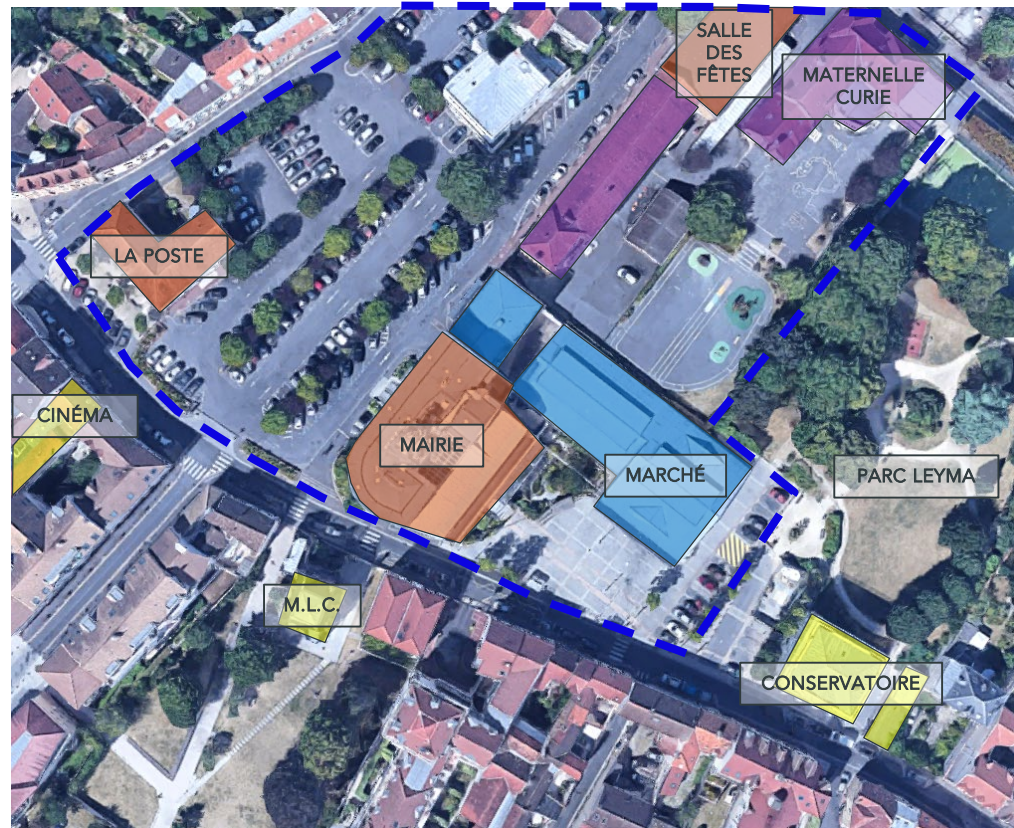 SALLE
DES
FÊTES
MATERNELLE
CURIE
LA POSTE
CINÉMA
MAIRIE
MARCHÉ
PARC LEYMA
M.L.C.
CONSERVATOIRE